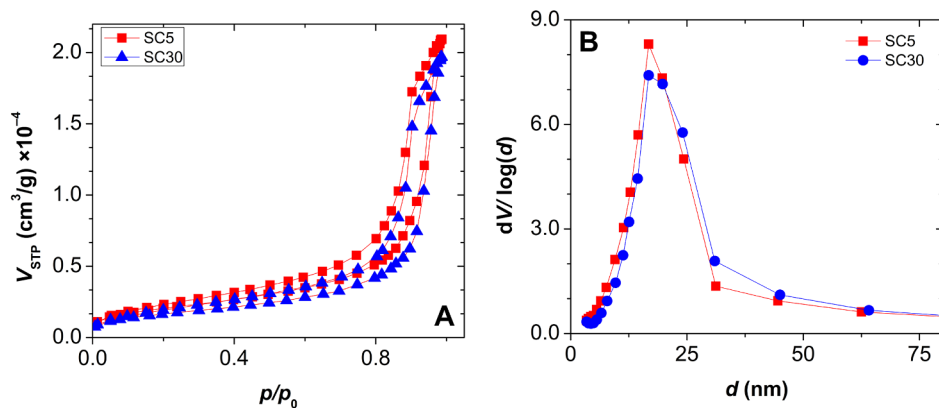 SC5
SC30
2.0
1.5
1.0
0.5
0.0
V_STP (cm³/g) ×10⁻⁴
0.0
0.4
0.8
p/p₀
A
B
SC5
SC30
9.0
6.0
3.0
0.0
dV/ log(d)
0
25
50
75
d (nm)